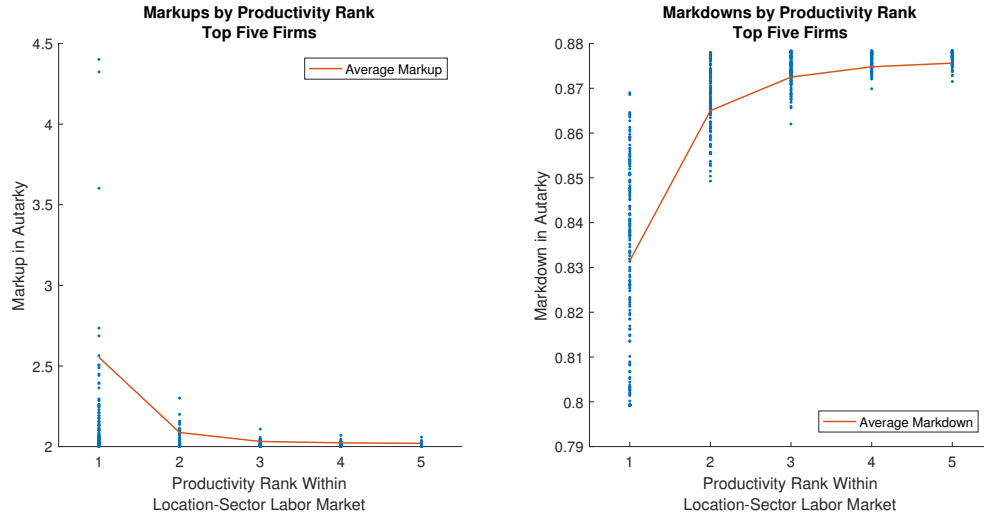 Markups by Productivity Rank
Top Five Firms
4.5
4
3.5
3
2.5
2
Markup in Autarky
Average Markup
1 2 3 4 5
Productivity Rank Within
Location-Sector Labor Market
Markdowns by Productivity Rank
Top Five Firms
0.88
0.87
0.86
0.85
0.84
0.83
0.82
0.81
0.8
0.79
Markdown in Autarky
Average Markdown
1 2 3 4 5
Productivity Rank Within
Location-Sector Labor Market